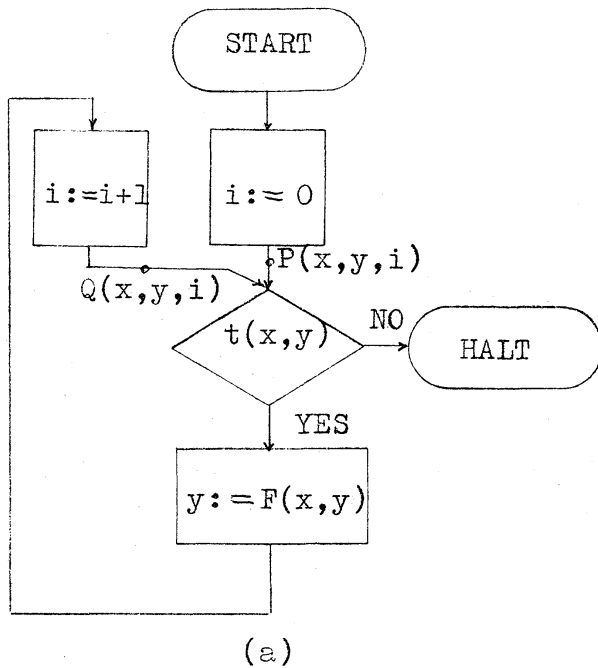 START
i:=i+1
i:= 0
P(x,y,i)
Q(x,y,i)
t(x,y)
NO
HALT
YES
y:=F(x,y)
(a)